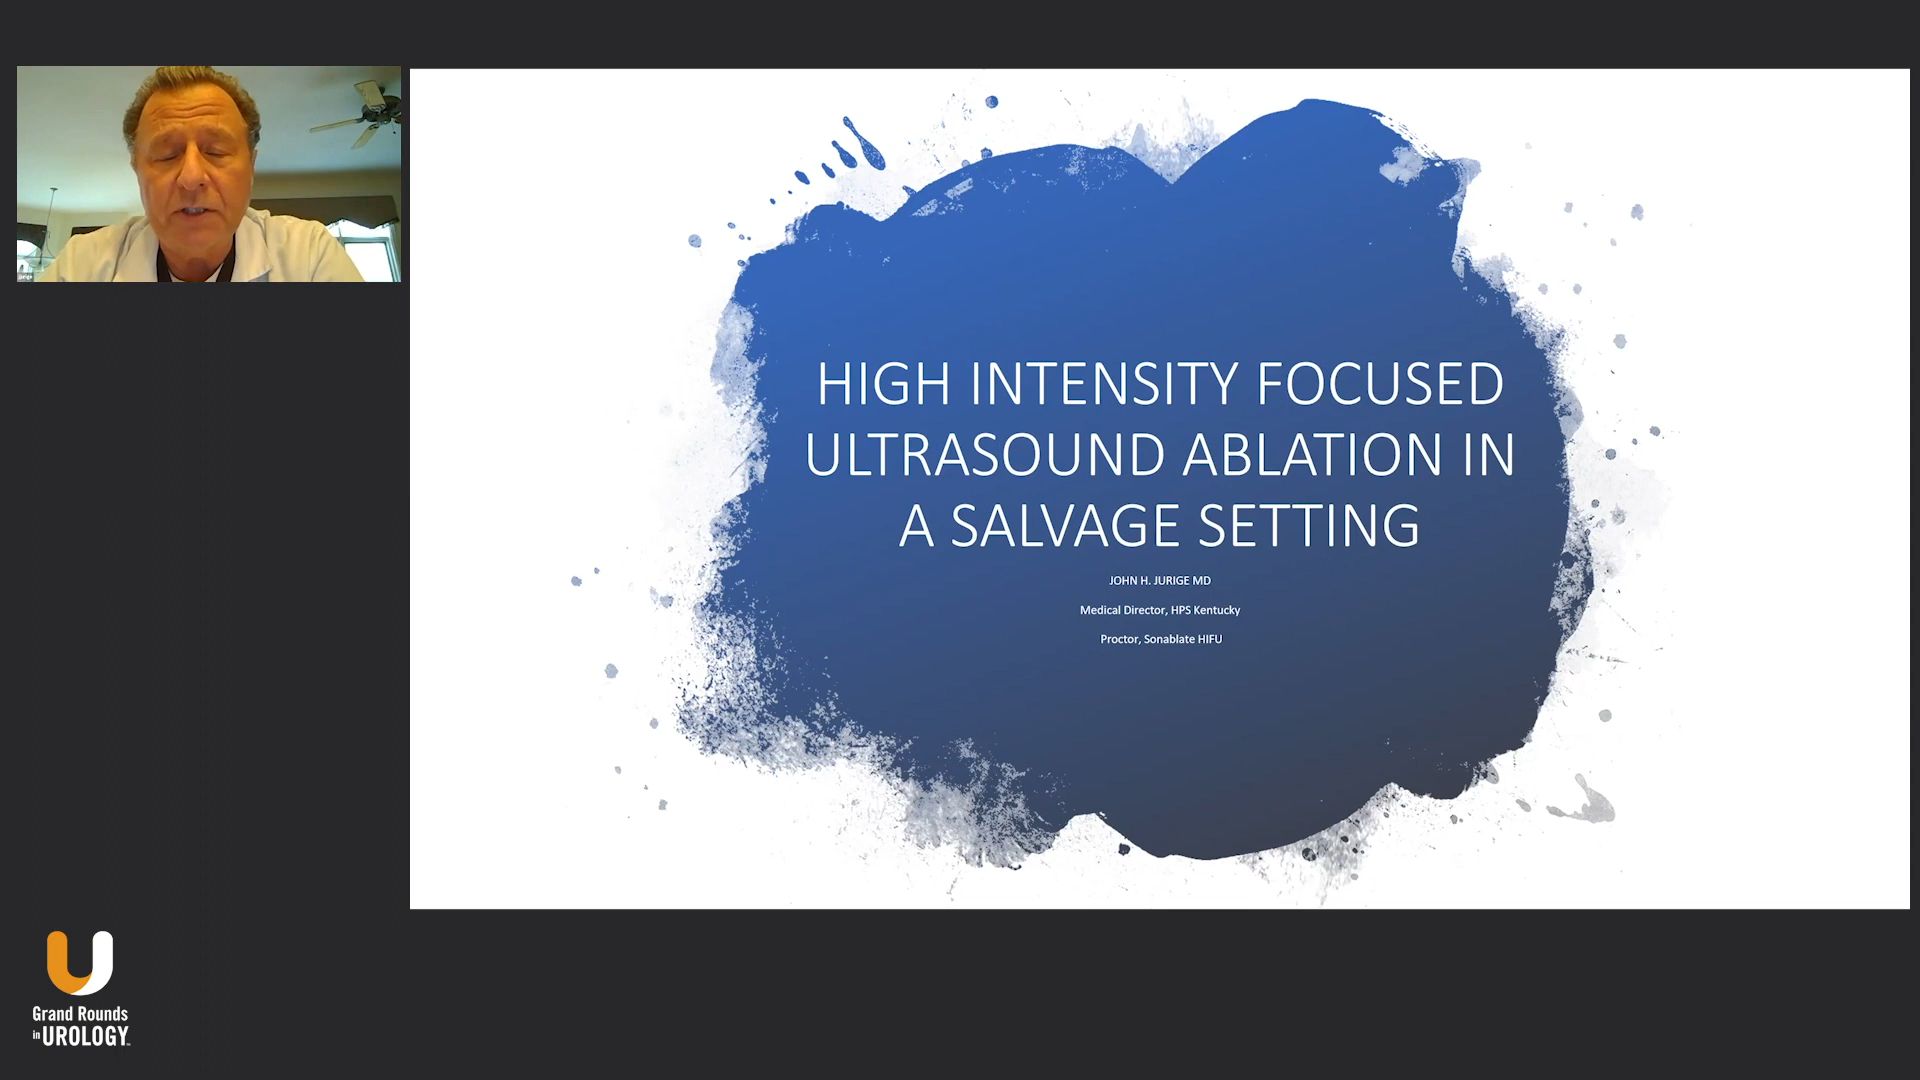 HIGH INTENSITY FOCUSED
ULTRASOUND ABLATION IN
A SALVAGE SETTING
JOHN H. JURIGE MD
Medical Director, HPS Kentucky
Proctor, Sonablate HIFU
Grand Rounds
in UROLOGY